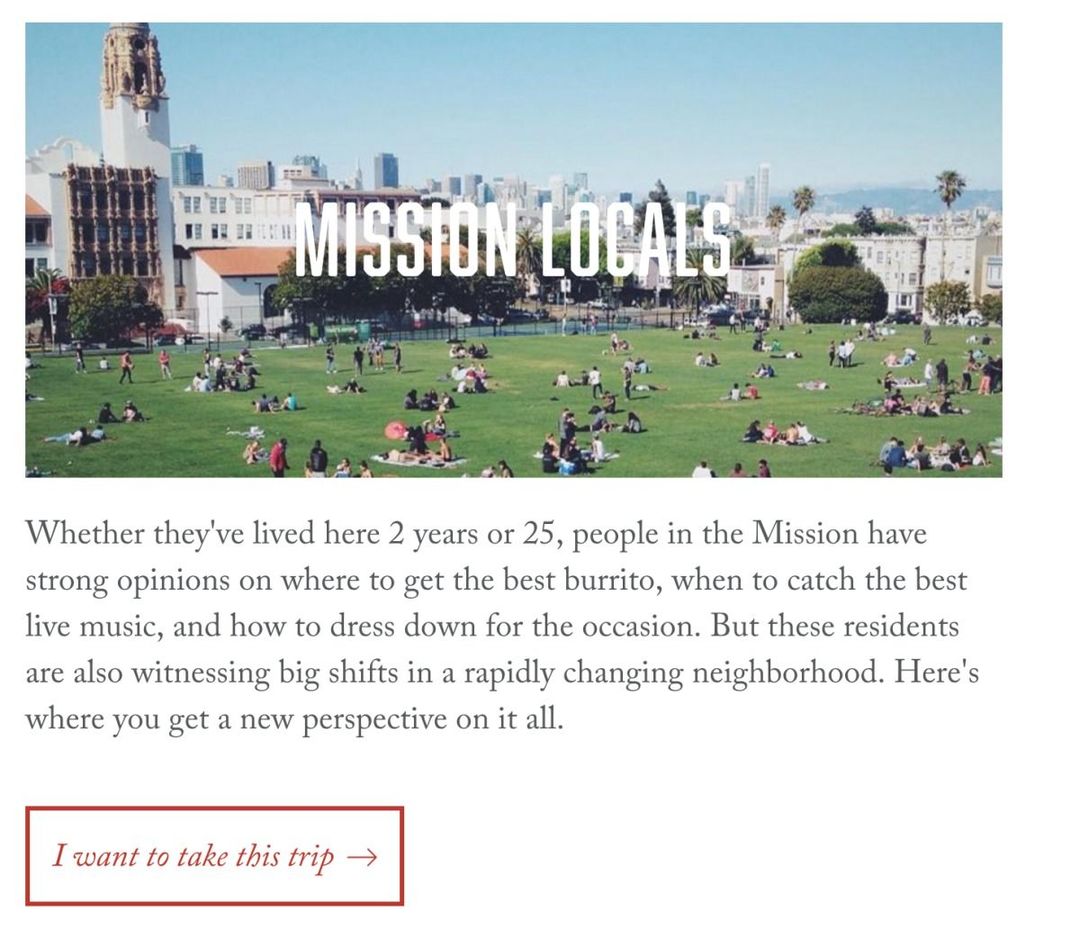 MISSION LOCALS
Whether they've lived here 2 years or 25, people in the Mission have
strong opinions on where to get the best burrito, when to catch the best
live music, and how to dress down for the occasion. But these residents
are also witnessing big shifts in a rapidly changing neighborhood. Here's
where you get a new perspective on it all.
I want to take this trip →